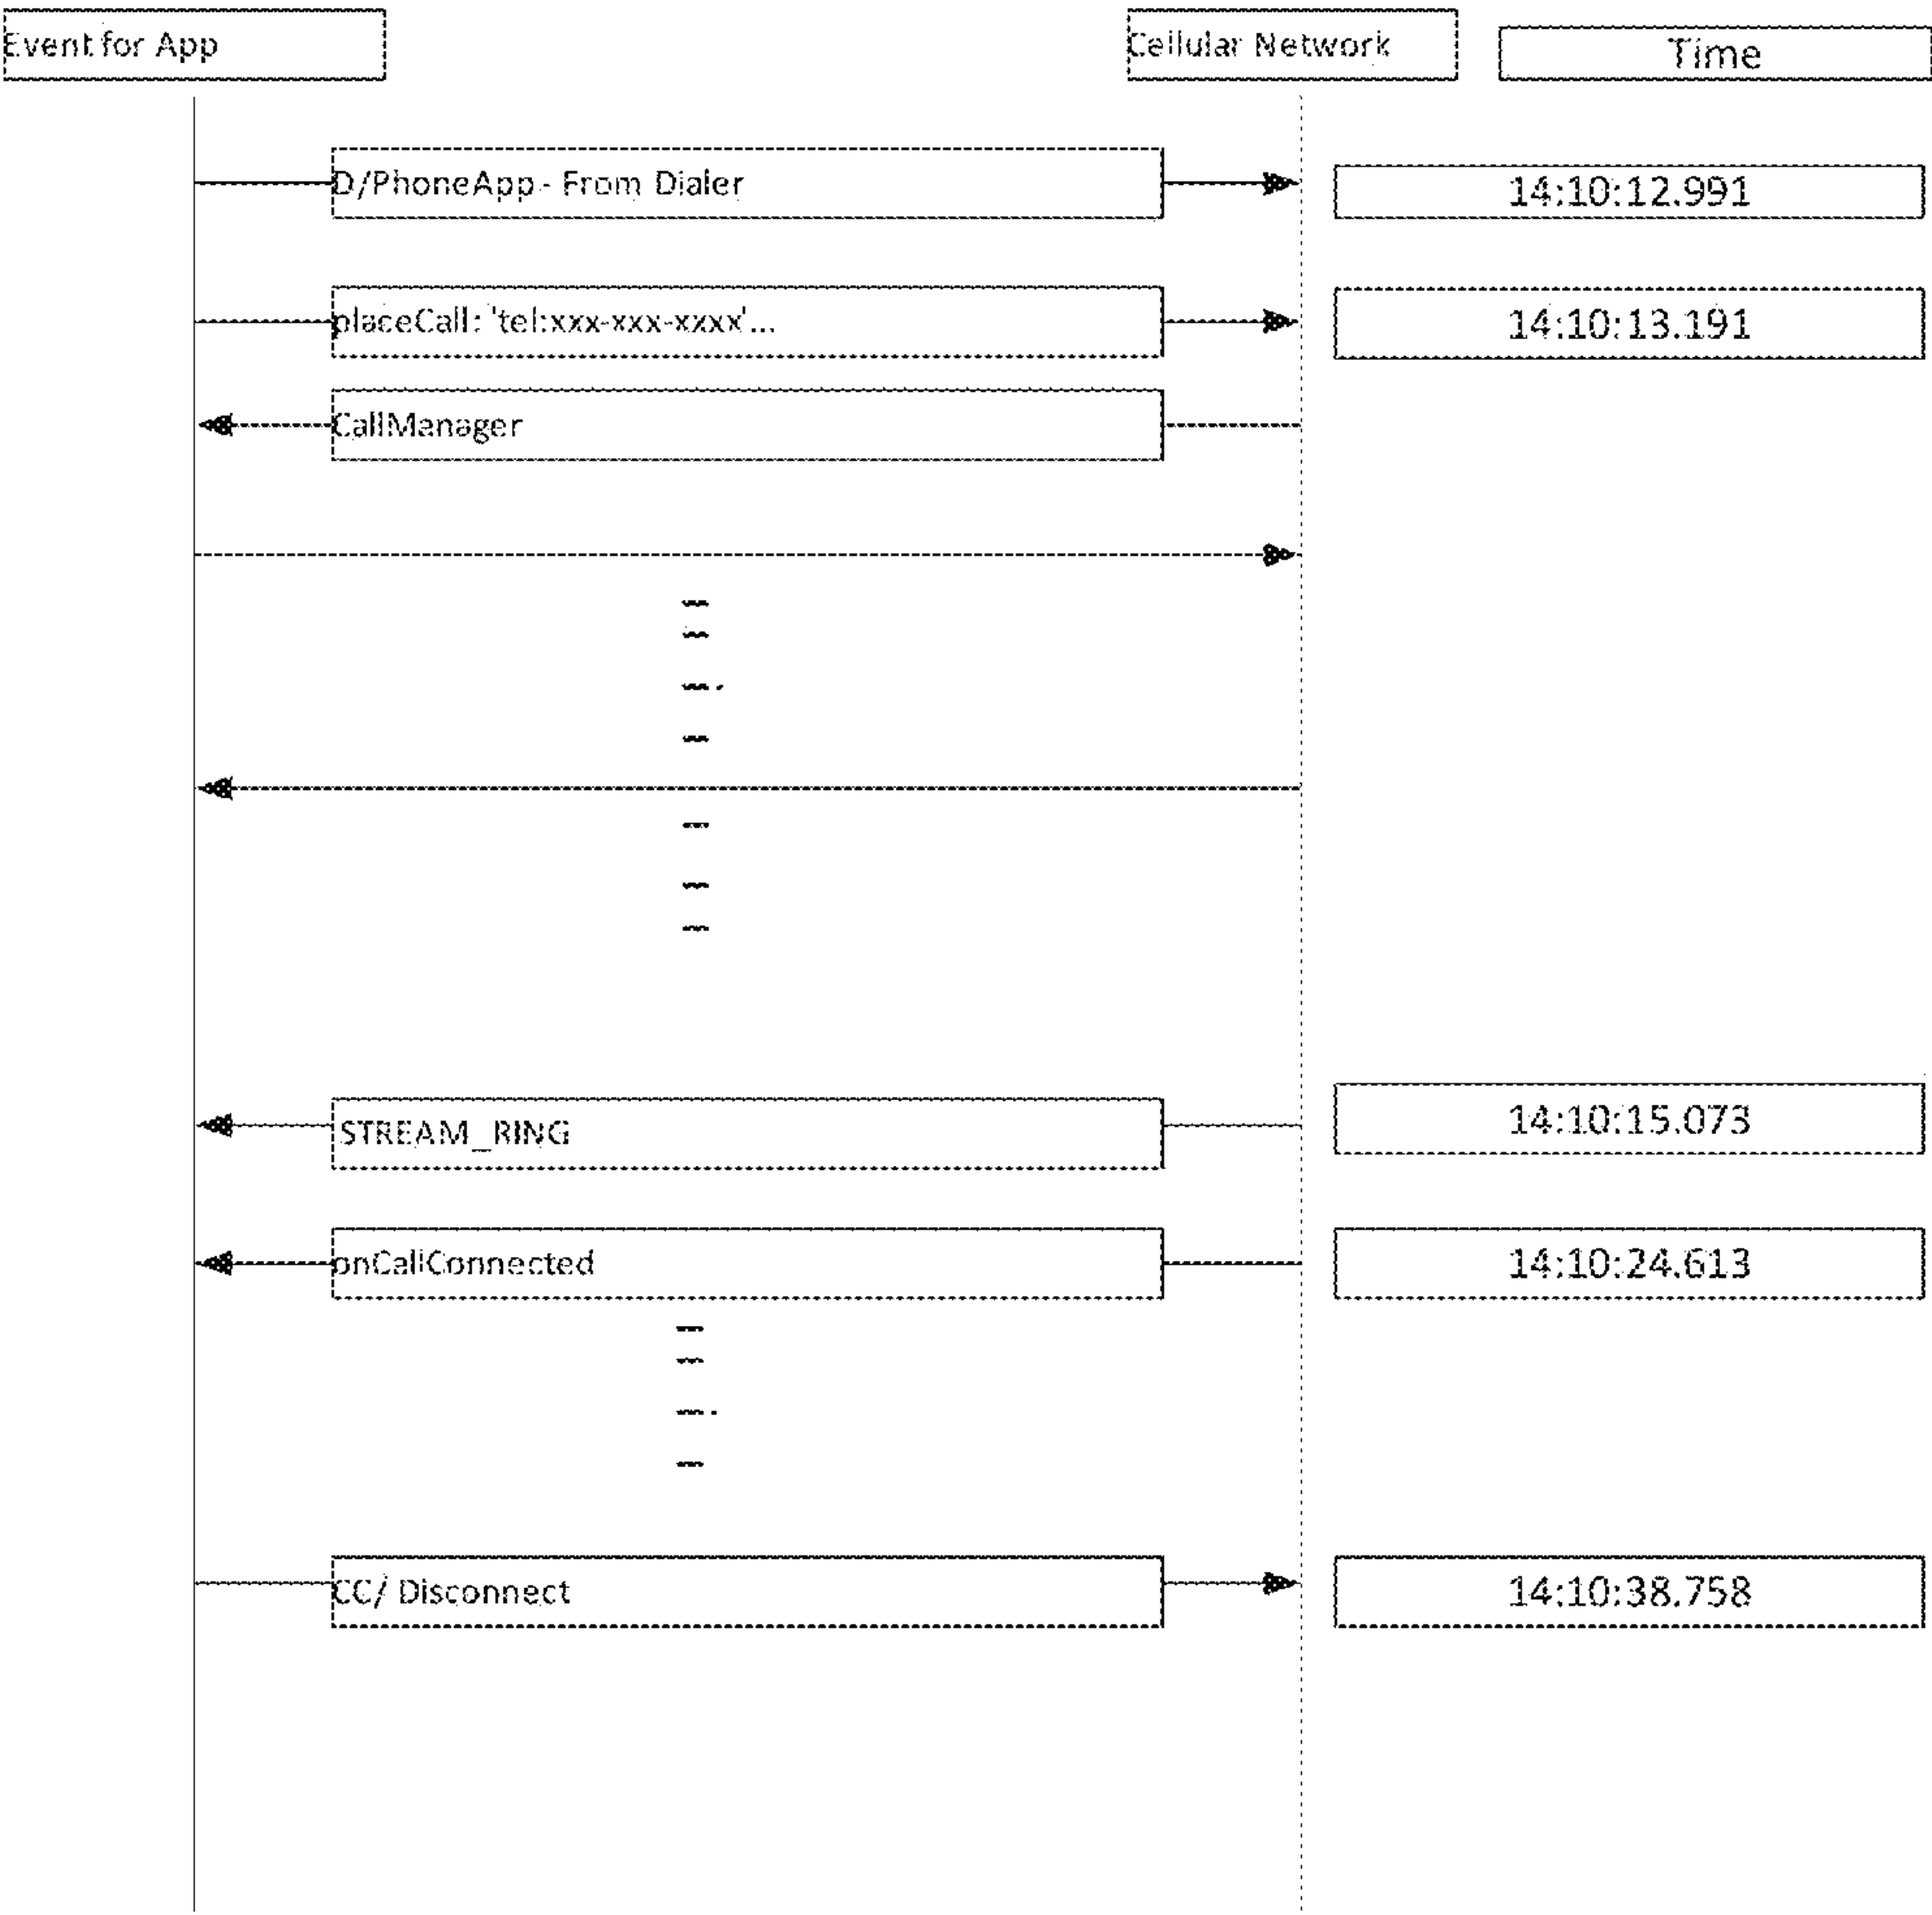 Event for App
Cellular Network
Time
D/PhoneApp - From Dialer
14:10:12.991
placeCall: 'tel:xxx-xxx-xzxx'...
14:10:13.191
CallManager
STREAM_RING
14:10:15.073
onCallConnected
14:10:24.613
CC/ Disconnect
14:10:38.758